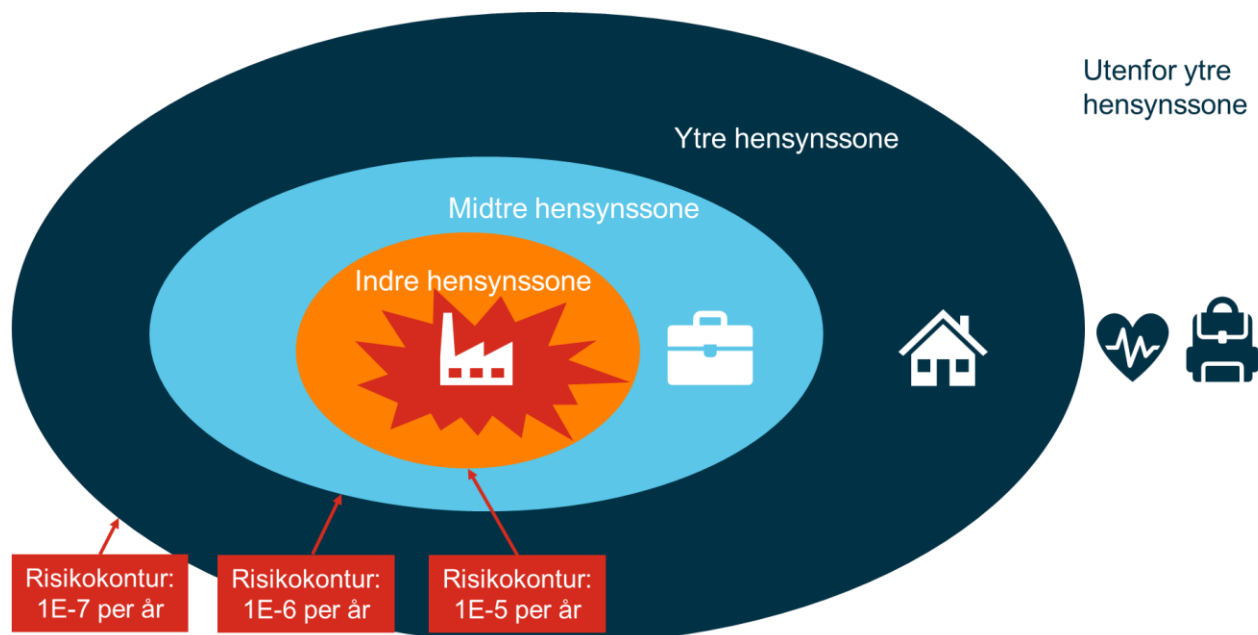 Utenfor ytre
hensynssone
Ytre hensynssone
Midtre hensynssone
Indre hensynssone
Risikokontur:
1E-7 per år
Risikokontur:
1E-6 per år
Risikokontur:
1E-5 per år